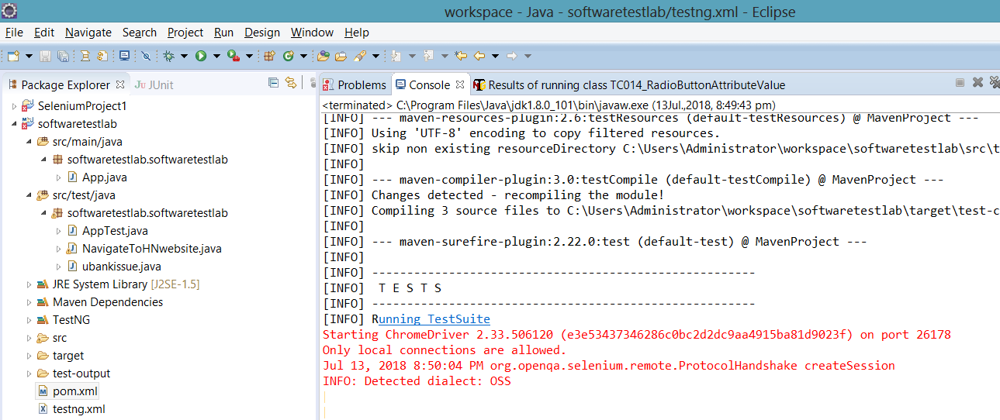 workspace - Java - softwaretestlab/testng.xml - Eclipse
File Edit Navigate Search Project Run Design Window Help
Package Explorer JUnit
SeleniumProject1
softwaretestlab
src/main/java
softwaretestlab.softwaretestlab
App.java
src/test/java
softwaretestlab.softwaretestlab
AppTest.java
NavigateToHNwebsite.java
ubankissue.java
JRE System Library [J2SE-1.5]
Maven Dependencies
TestNG
src
target
test-output
pom.xml
testng.xml
Problems Console Results of running class TC014_RadioButtonAttributeValue
<terminated> C:\Program Files\Java\jdk1.8.0_101\bin\javaw.exe (13Jul.,2018, 8:49:43 pm)
[INFO] --- maven-resources-plugin:2.6:testResources (default-testResources) @ MavenProject ---
[INFO] Using 'UTF-8' encoding to copy filtered resources.
[INFO] skip non existing resourceDirectory C:\Users\Administrator\workspace\softwaretestlab\src\t
[INFO]
[INFO] --- maven-compiler-plugin:3.0:testCompile (default-testCompile) @ MavenProject ---
[INFO] Changes detected - recompiling the module!
[INFO] Compiling 3 source files to C:\Users\Administrator\workspace\softwaretestlab\target\test-c
[INFO]
[INFO] --- maven-surefire-plugin:2.22.0:test (default-test) @ MavenProject ---
[INFO]
[INFO] -------------------------------------------------------
[INFO]  T E S T S
[INFO] -------------------------------------------------------
[INFO] Running TestSuite
Starting ChromeDriver 2.33.506120 (e3e53437346286c0bc2d2dc9aa4915ba81d9023f) on port 26178
Only local connections are allowed.
Jul 13, 2018 8:50:04 PM org.openqa.selenium.remote.ProtocolHandshake createSession
INFO: Detected dialect: OSS